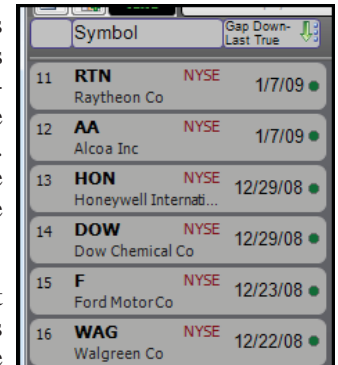 Symbol Gap Down-
Last True
11 RTN NYSE 1/7/09
Raytheon Co
12 AA NYSE 1/7/09
Alcoa Inc
13 HON NYSE 12/29/08
Honeywell Internati...
14 DOW NYSE 12/29/08
Dow Chemical Co
15 F NYSE 12/23/08
Ford Motor Co
16 WAG NYSE 12/22/08
Walgreen Co